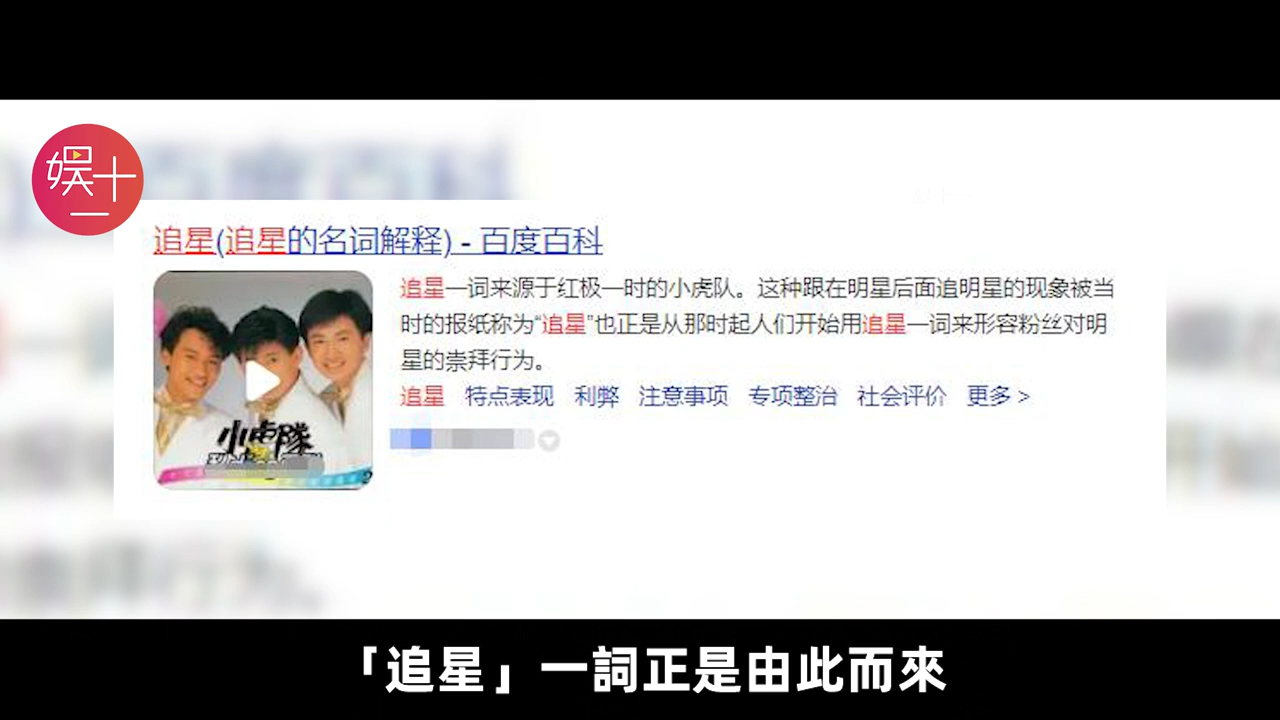 娱十一
追星(追星的名词解释) - 百度百科
追星一词来源于红极一时的小虎队。这种跟在明星后面追明星的现象被当
时的报纸称为“追星”也正是从那时起人们开始用追星一词来形容粉丝对明
星的崇拜行为。
追星 特点表现 利弊 注意事项 专项整治 社会评价 更多 >
小虎隊
「追星」一詞正是由此而來